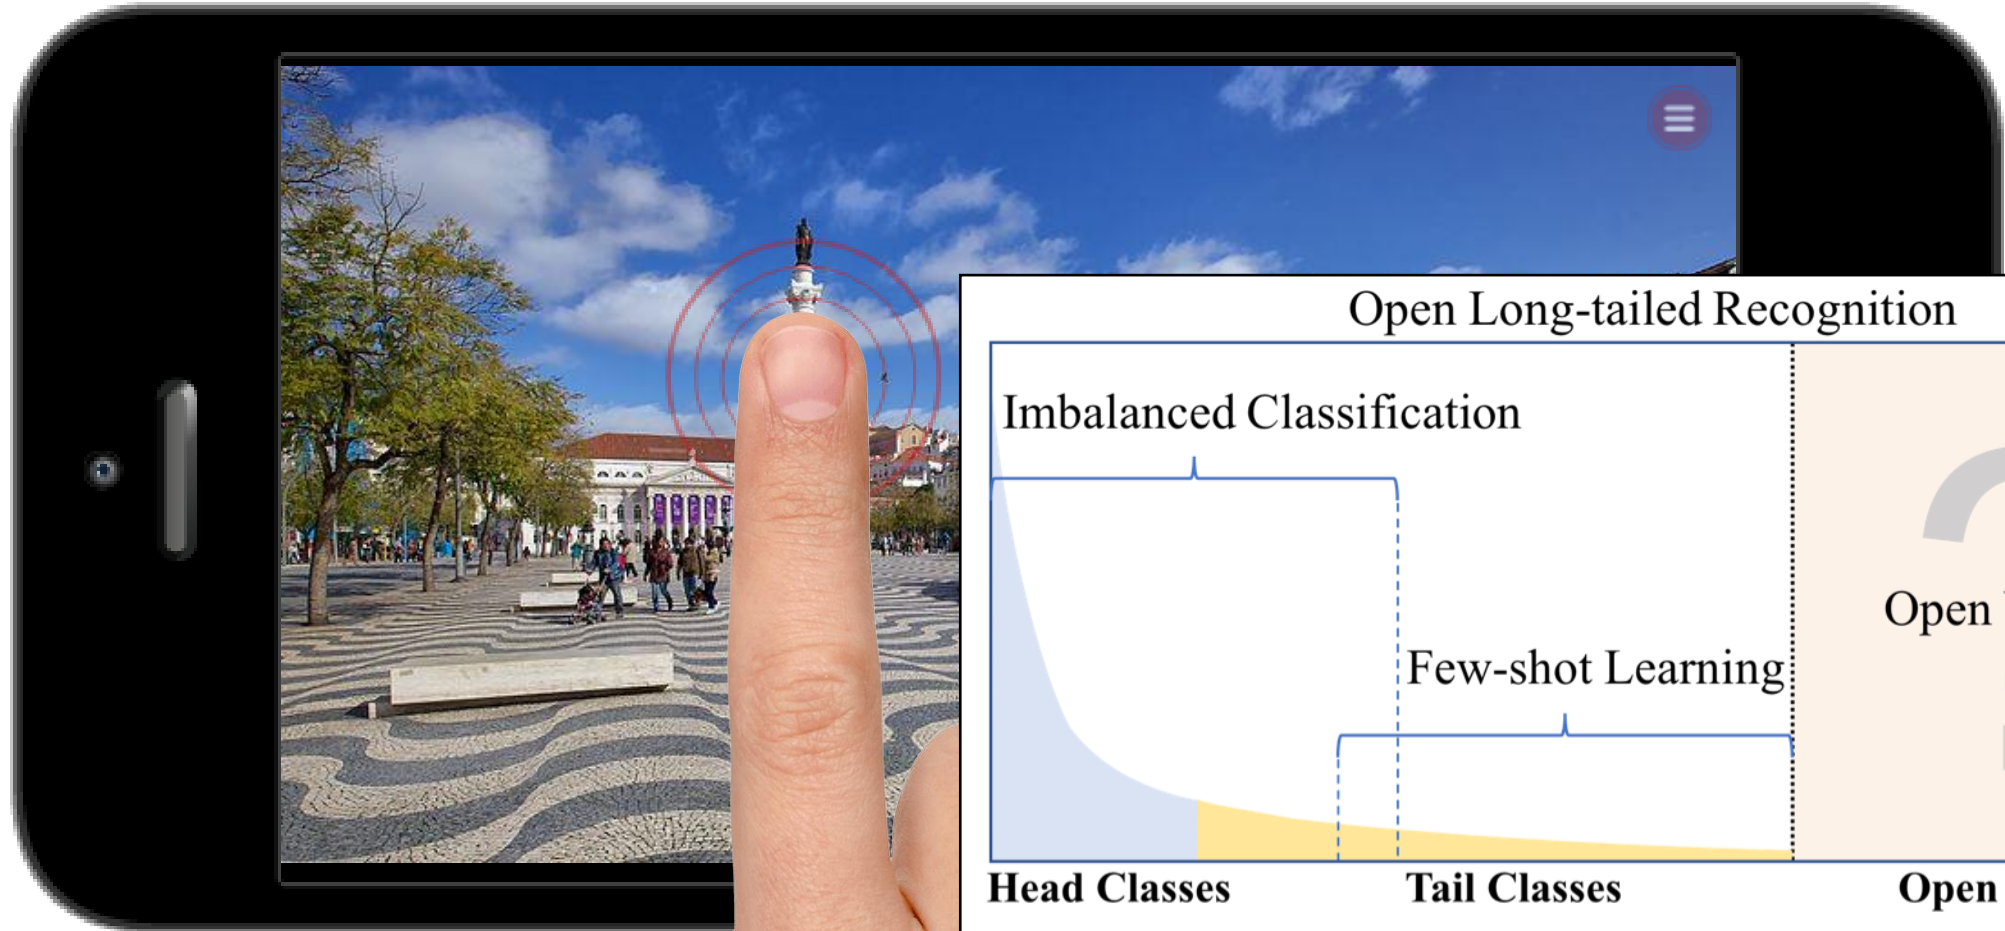 Open Long-tailed Recognition
Imbalanced Classification
Few-shot Learning
Open
Head Classes
Tail Classes
Open